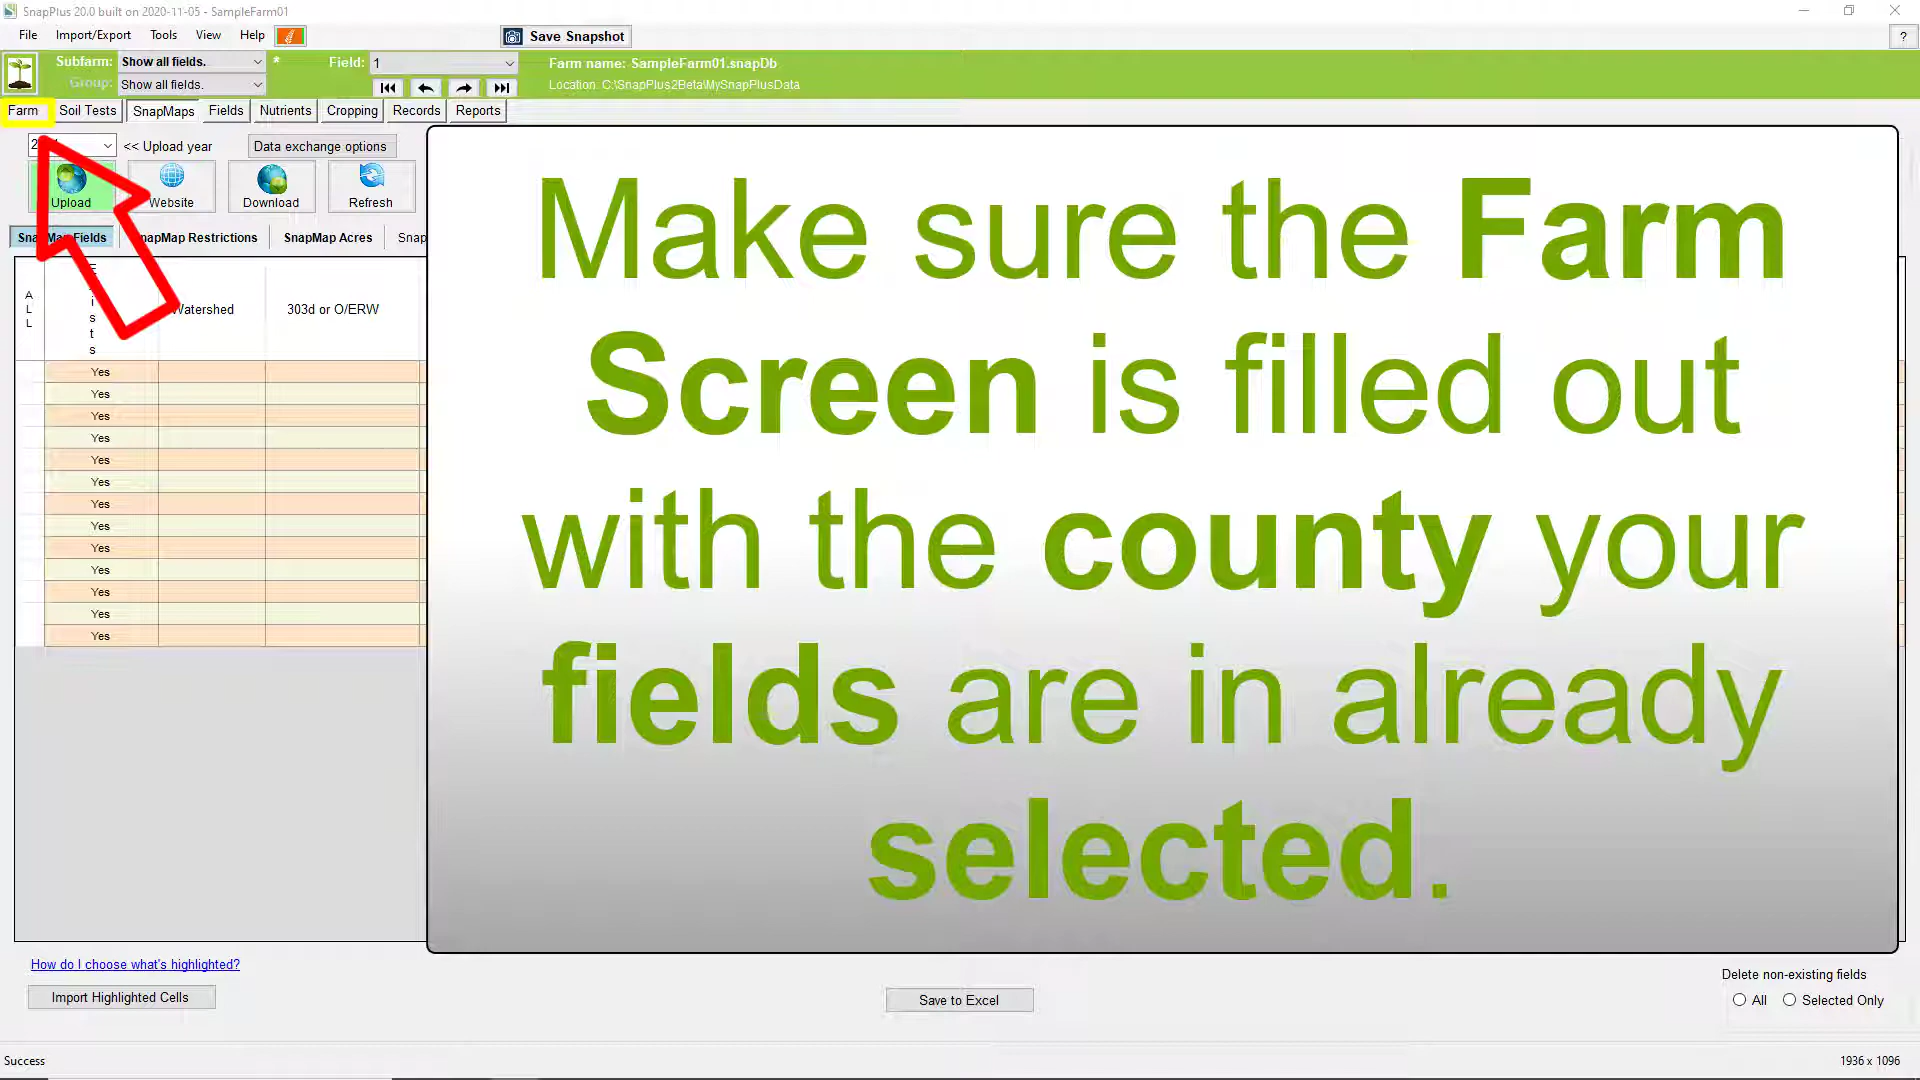 SnapPlus 20.0 built on 2020-11-05 - SampleFarm01
File Import/Export Tools View Help Save Snapshot ?
Subfarm: Show all fields. * Field: 1 Farm name: SampleFarm01.snapDb
Group: Show all fields. Location: C:\SnapPlus2Beta\MySnapPlusData
Farm Soil Tests SnapMaps Fields Nutrients Cropping Records Reports
<< Upload year Data exchange options
Upload Website Download Refresh
SnapMap Fields SnapMap Restrictions SnapMap Acres Snap
ALL Watershed 303d or O/ERW
Yes
Yes
Yes
Yes
Yes
Yes
Yes
Yes
Yes
Yes
Yes
Yes
Yes
Make sure the Farm
Screen is filled out
with the county your
fields are in already
selected.
How do I choose what's highlighted?
Import Highlighted Cells
Save to Excel
Delete non-existing fields
All Selected Only
Success
1936 x 1096